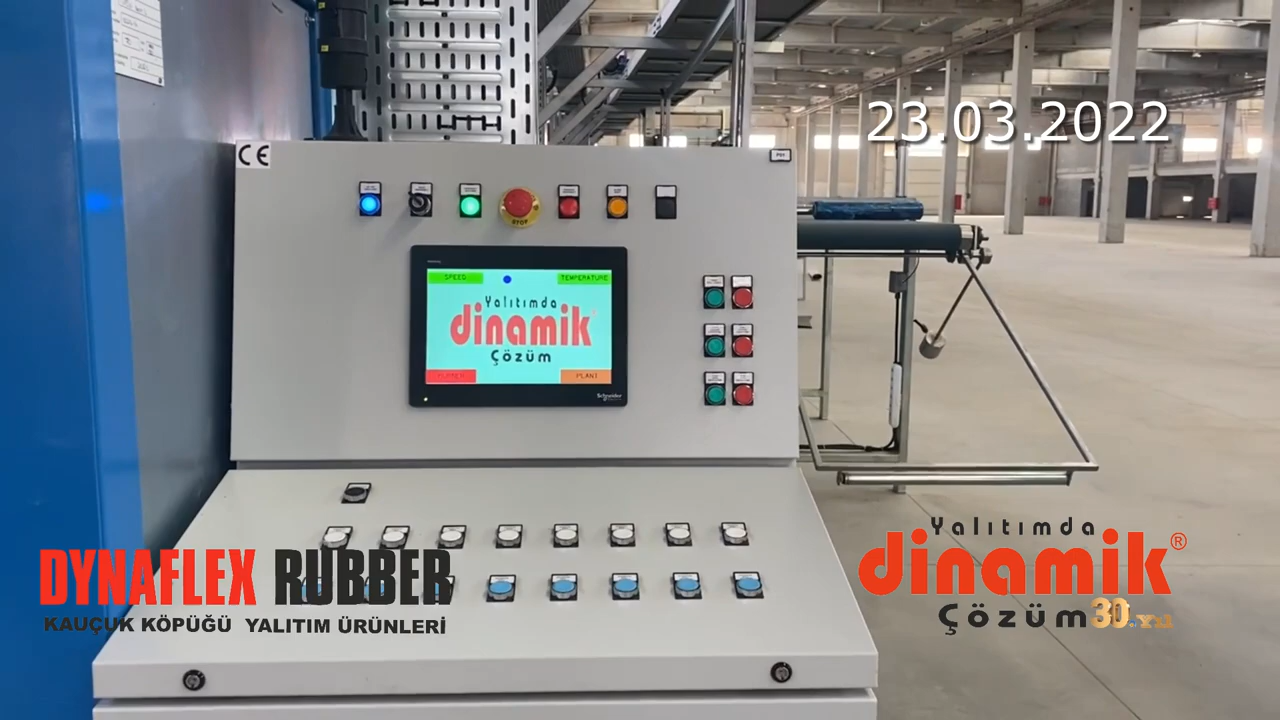 23.03.2022
CE
STOP
SPEED
TEMPERATURE
Yalıtımda
dinamik®
Çözüm
PLANT
Schneider
DYNAFLEX RUBBER
KAUÇUK KÖPÜĞÜ YALITIM ÜRÜNLERİ
Yalıtımda
dinamik®
Çözüm 30.Yıl